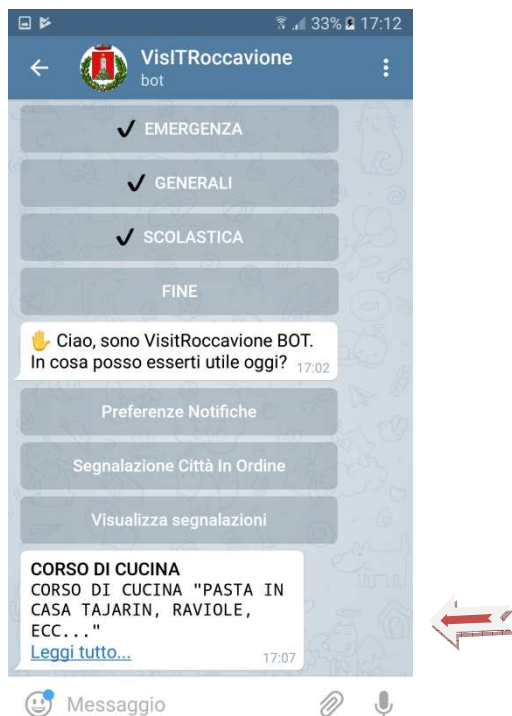 33% 17:12
VisITRoccavione
bot
✔ EMERGENZA
✔ GENERALI
✔ SCOLASTICA
FINE
✋ Ciao, sono VisitRoccavione BOT.
In cosa posso esserti utile oggi? 17:02
Preferenze Notifiche
Segnalazione Città In Ordine
Visualizza segnalazioni
CORSO DI CUCINA
CORSO DI CUCINA "PASTA IN
CASA TAJARIN, RAVIOLE,
ECC..."
Leggi tutto... 17:07
Messaggio